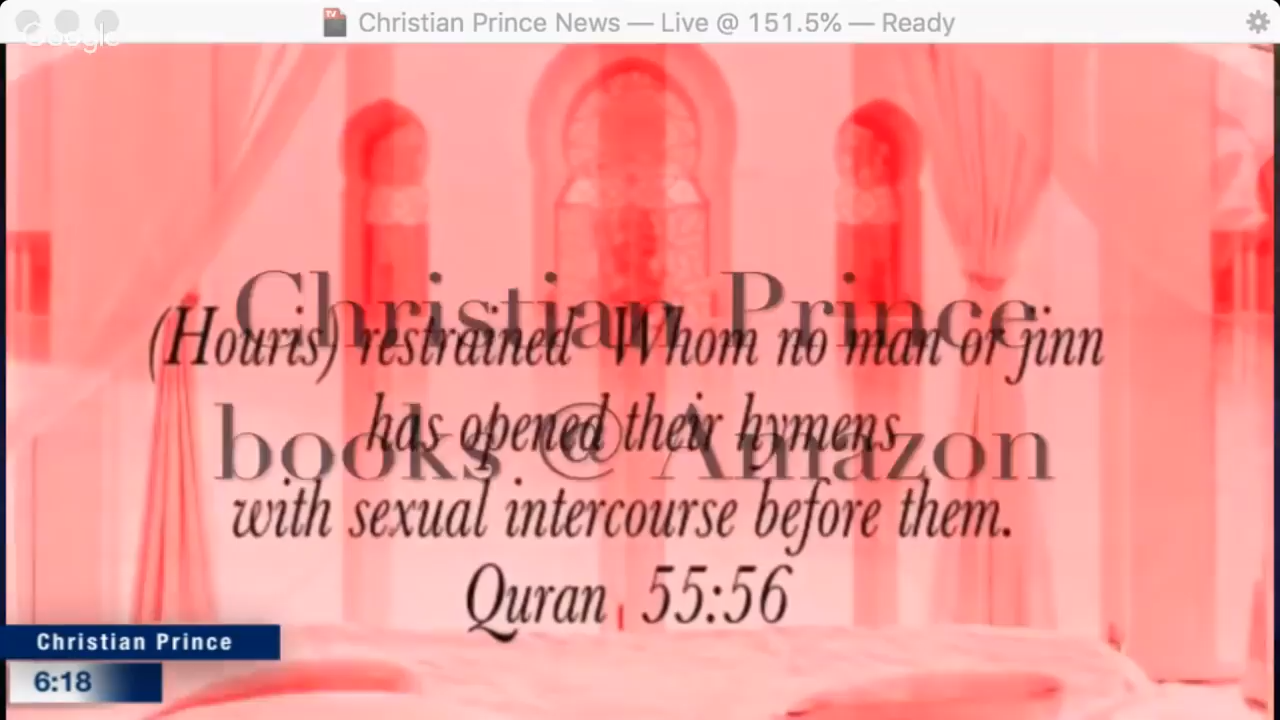 Christian Prince News — Live @ 151.5% — Ready
Google
Christian Prince
books @ Amazon
(Houris) restrained Whom no man or jinn
has opened their hymens
with sexual intercourse before them.
Quran 55:56
Christian Prince
6:18